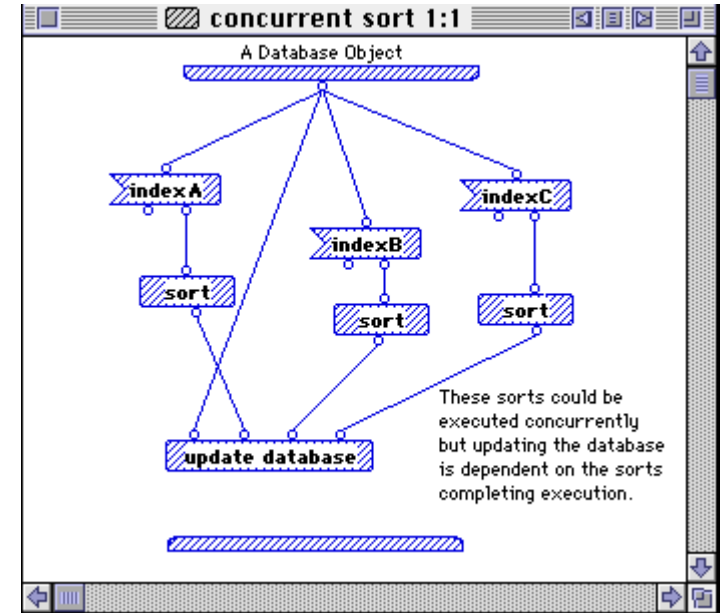 concurrent sort 1:1
A Database Object
indexA
indexC
indexB
sort
sort
sort
These sorts could be
executed concurrently
but updating the database
is dependent on the sorts
completing execution.
update database